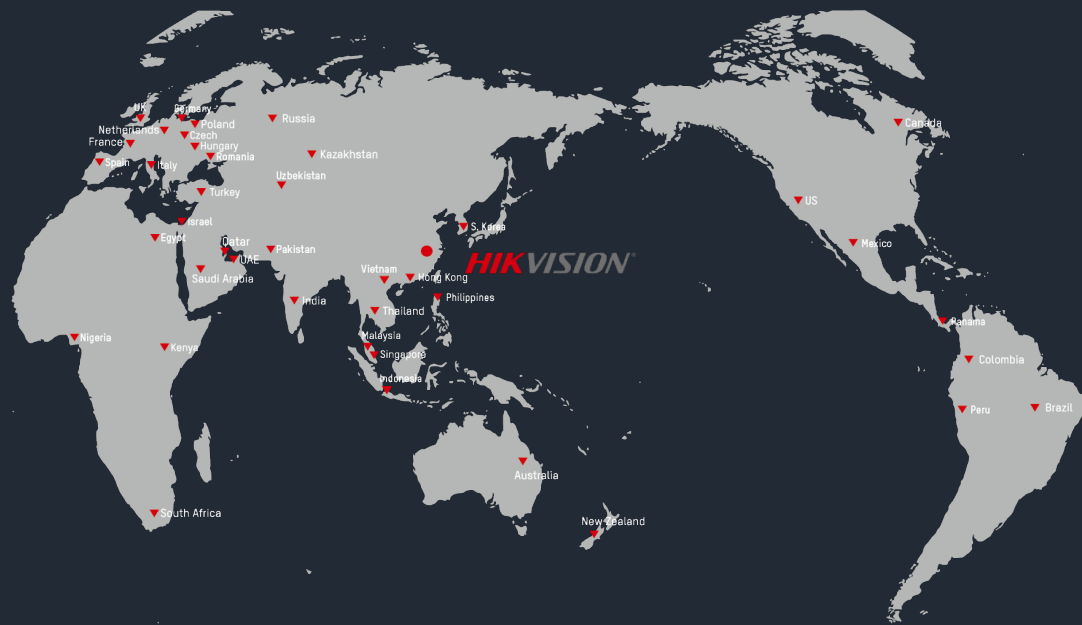 UK
Germany
Netherlands
Poland
Russia
Canada
France
Czech
Hungary
Romania
Kazakhstan
Spain
Italy
Uzbekistan
Turkey
US
Israel
S. Korea
Egypt
Qatar
Pakistan
Mexico
UAE
HIKVISION®
Saudi Arabia
Vietnam
Hong Kong
India
Philippines
Thailand
Panama
Nigeria
Kenya
Malaysia
Singapore
Colombia
Indonesia
Peru
Brazil
Australia
South Africa
New Zealand